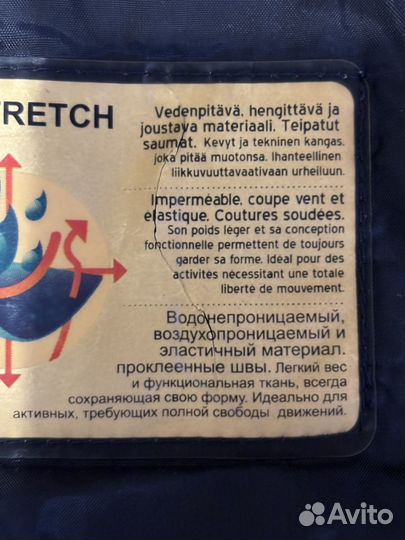 TRETCH
Vedenpitävä, hengittävä ja
joustava materiaali. Teipatut
saumat. Kevyt ja tekninen kangas,
joka pitää muotonsa. Ihanteellinen
liikkuvuuttavaativaan urheiluun.
Imperméable, coupe vent et
élastique. Coutures soudées.
Son poids léger et sa conception
fonctionnelle permettent de toujours
garder sa forme. Idéal pour des
activités nécessitant une totale
liberté de mouvement.
Водонепроницаемый,
воздухопроницаемый и
эластичный материал.
проклеенные швы. Легкий вес
и функциональная ткань, всегда
сохраняющая свою форму. Идеально для
активных, требующих полной свободы движений.
Avito